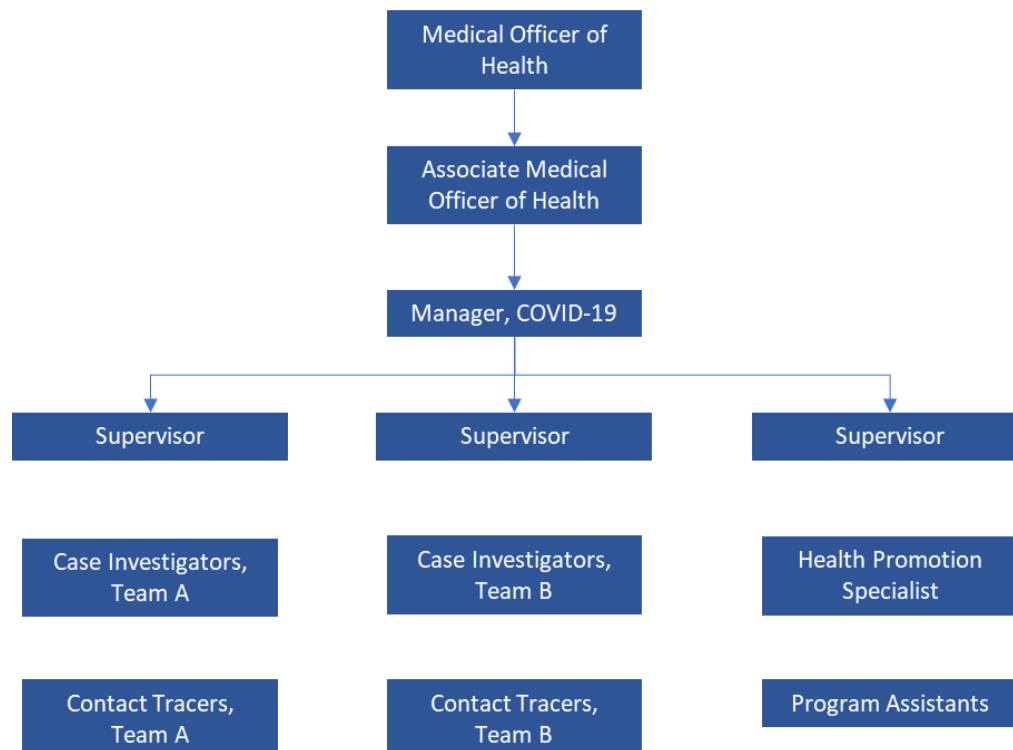 Medical Officer of
Health
Associate Medical
Officer of Health
Manager, COVID-19
Supervisor
Supervisor
Supervisor
Case Investigators,
Team A
Case Investigators,
Team B
Health Promotion
Specialist
Contact Tracers,
Team A
Contact Tracers,
Team B
Program Assistants